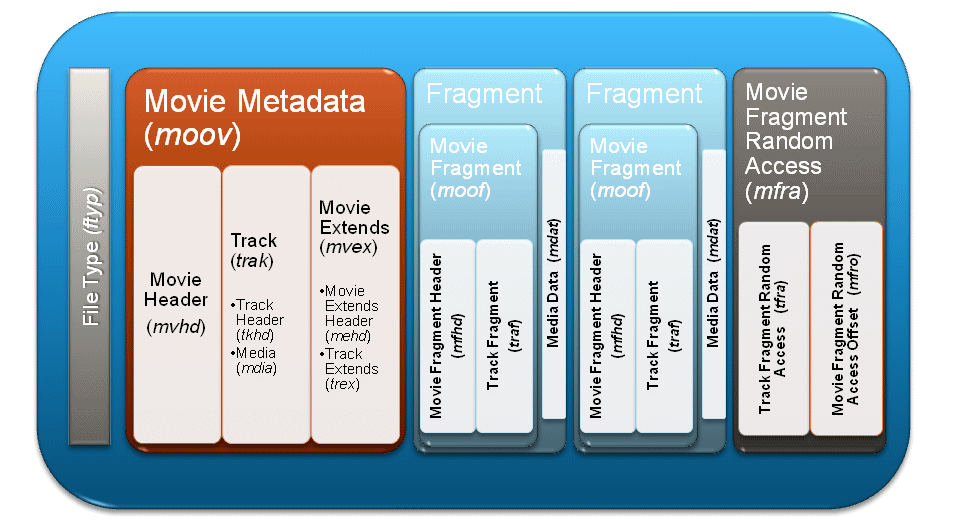 File Type (ftyp)
Movie Metadata
(moov)
Movie
Header
(mvhd)
Track
(trak)
•Track
Header
(tkhd)
•Media
(mdia)
Movie
Extends
(mvex)
•Movie
Extends
Header
(mehd)
•Track
Extends
(trex)
Fragment
Movie
Fragment
(moof)
Movie Fragment Header
(mfhd)
Track Fragment
(traf)
Media Data (mdat)
Fragment
Movie
Fragment
(moof)
Movie Fragment Header
(mfhd)
Track Fragment
(traf)
Media Data (mdat)
Movie
Fragment
Random
Access
(mfra)
Track Fragment Random
Access (tfra)
Movie Fragment Random
Access Offset (mfro)